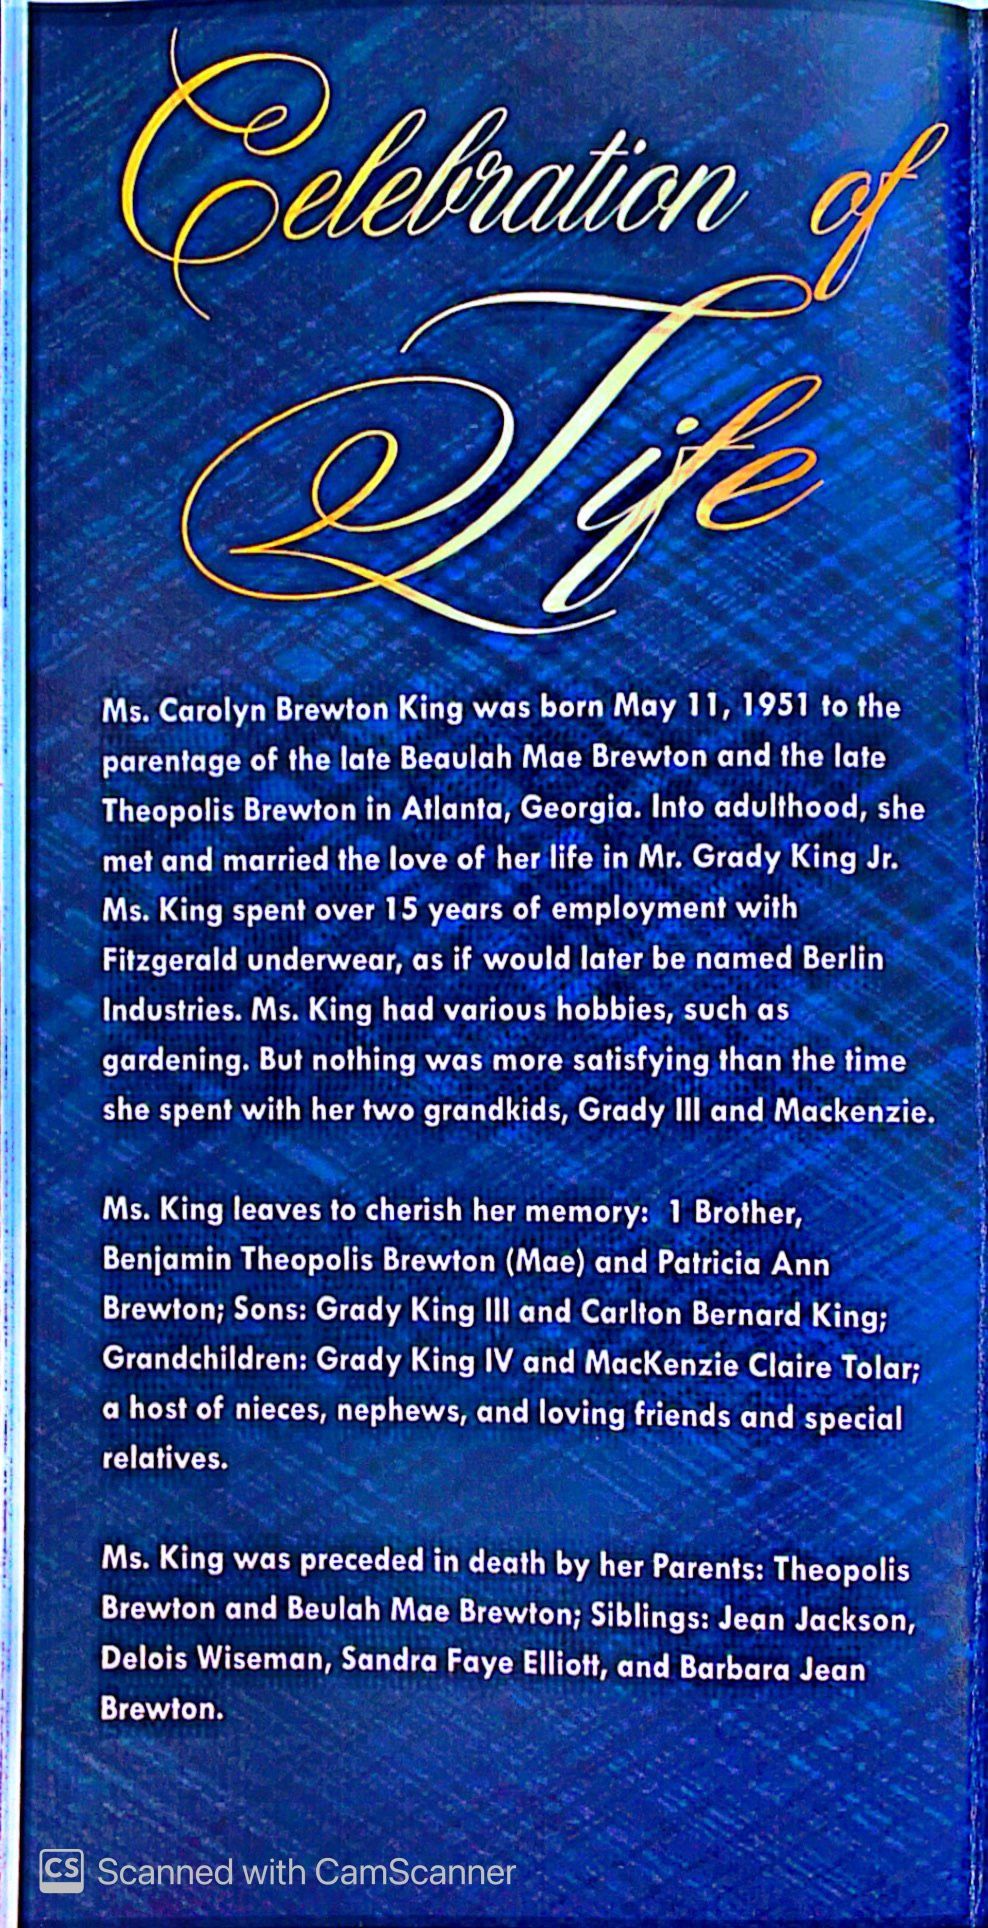 Celebration of
Life
Ms. Carolyn Brewton King was born May 11, 1951 to the
parentage of the late Beaulah Mae Brewton and the late
Theopolis Brewton in Atlanta, Georgia. Into adulthood, she
met and married the love of her life in Mr. Grady King Jr.
Ms. King spent over 15 years of employment with
Fitzgerald underwear, as if would later be named Berlin
Industries. Ms. King had various hobbies, such as
gardening. But nothing was more satisfying than the time
she spent with her two grandkids, Grady III and Mackenzie.
Ms. King leaves to cherish her memory: 1 Brother,
Benjamin Theopolis Brewton (Mae) and Patricia Ann
Brewton; Sons: Grady King III and Carlton Bernard King;
Grandchildren: Grady King IV and MacKenzie Claire Tolar;
a host of nieces, nephews, and loving friends and special
relatives.
Ms. King was preceded in death by her Parents: Theopolis
Brewton and Beulah Mae Brewton; Siblings: Jean Jackson,
Delois Wiseman, Sandra Faye Elliott, and Barbara Jean
Brewton.
CS Scanned with CamScanner